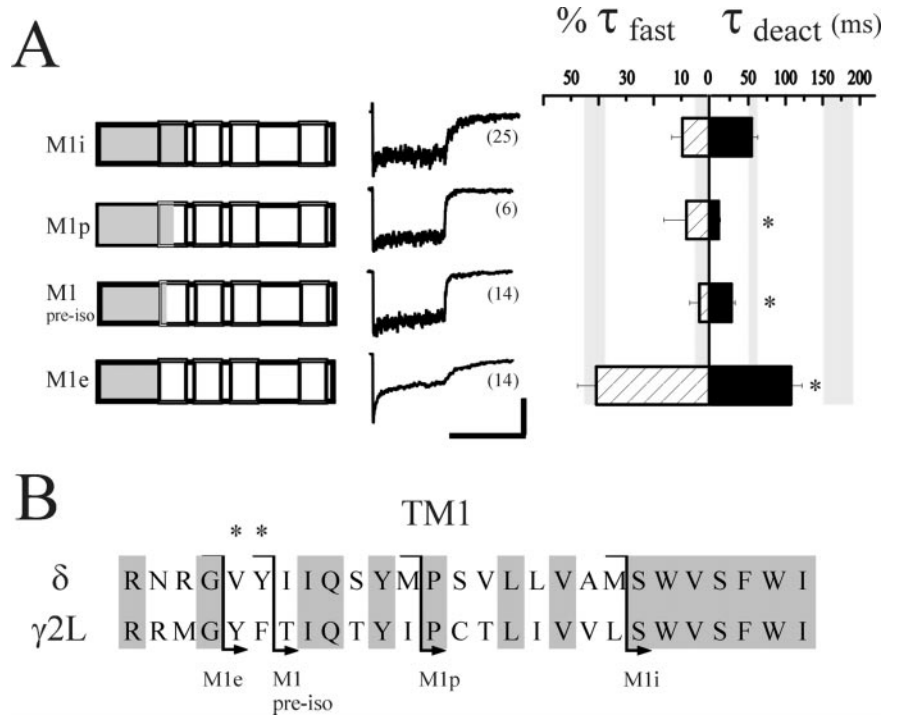 A
% τ fast τ deact (ms)
50 30 10 0 50 100 150 200
M1i
(25)
M1p
(6)
*
M1
pre-iso
(14)
*
M1e
(14)
*
B
TM1
* *
δ R N R G V Y I I Q S Y M P S V L L V A M S W V S F W I
γ2L R R M G Y F T I Q T Y I P C T L I V V L S W V S F W I
M1e M1 M1p M1i
pre-iso